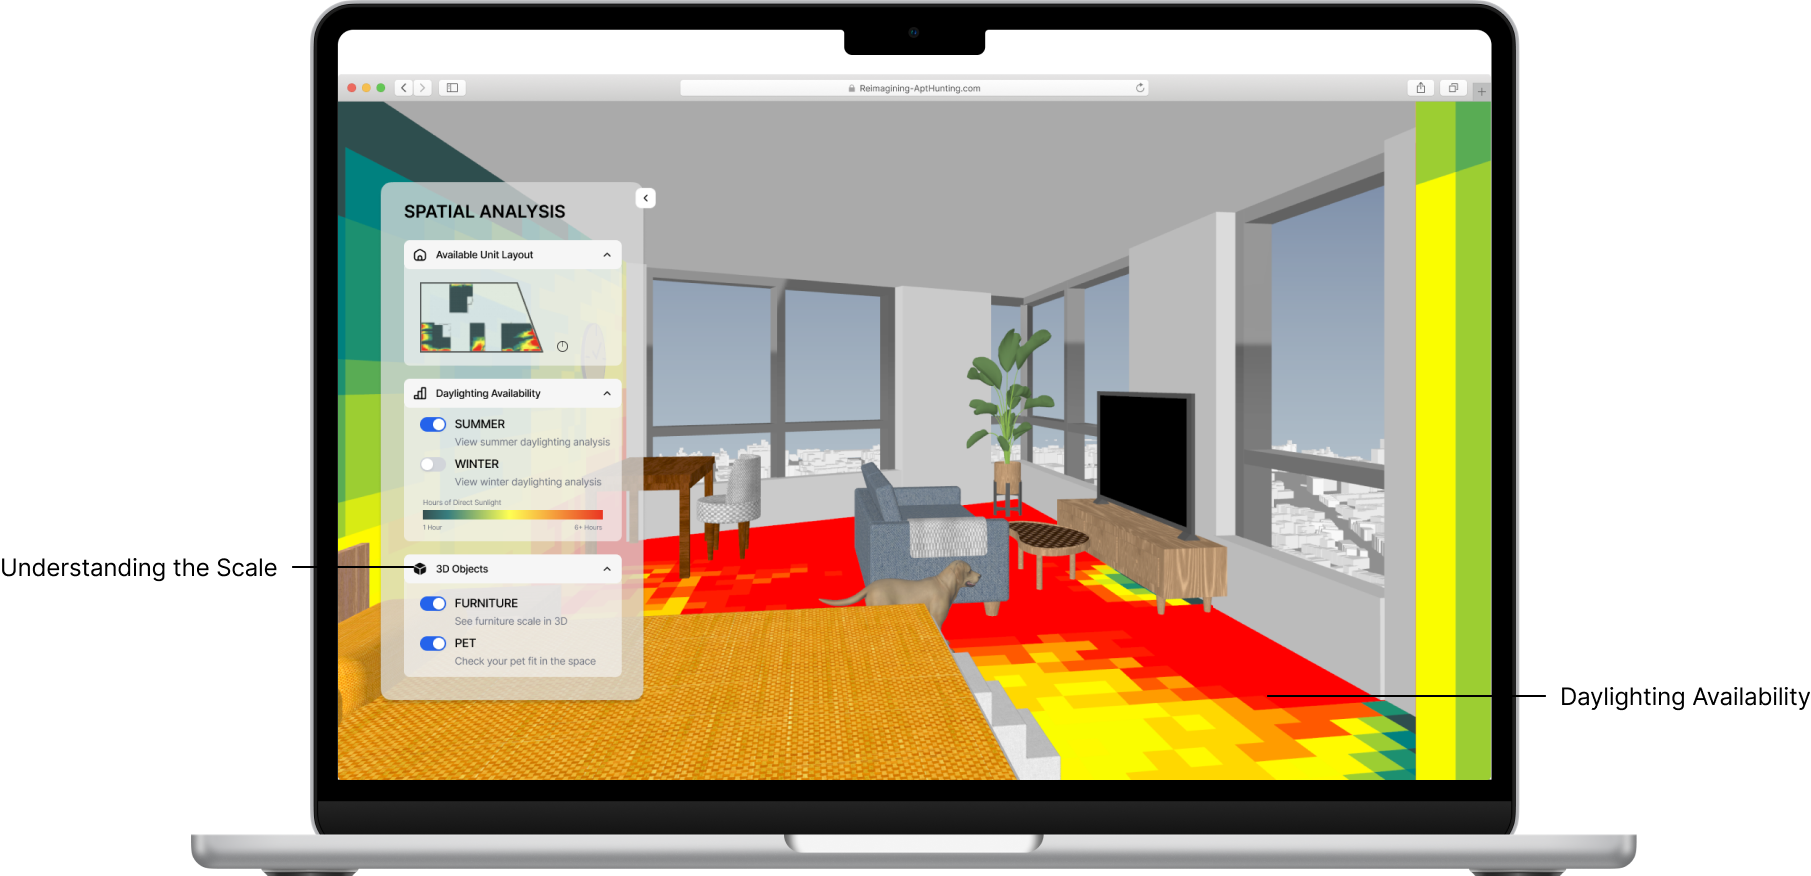 Reimagining-AptHunting.com
SPATIAL ANALYSIS
Available Unit Layout
Daylighting Availability
SUMMER
View summer daylighting analysis
WINTER
View winter daylighting analysis
Hours of Direct Sunlight
1 Hour
6+ Hours
Understanding the Scale
3D Objects
FURNITURE
See furniture scale in 3D
PET
Check your pet fit in the space
Daylighting Availability